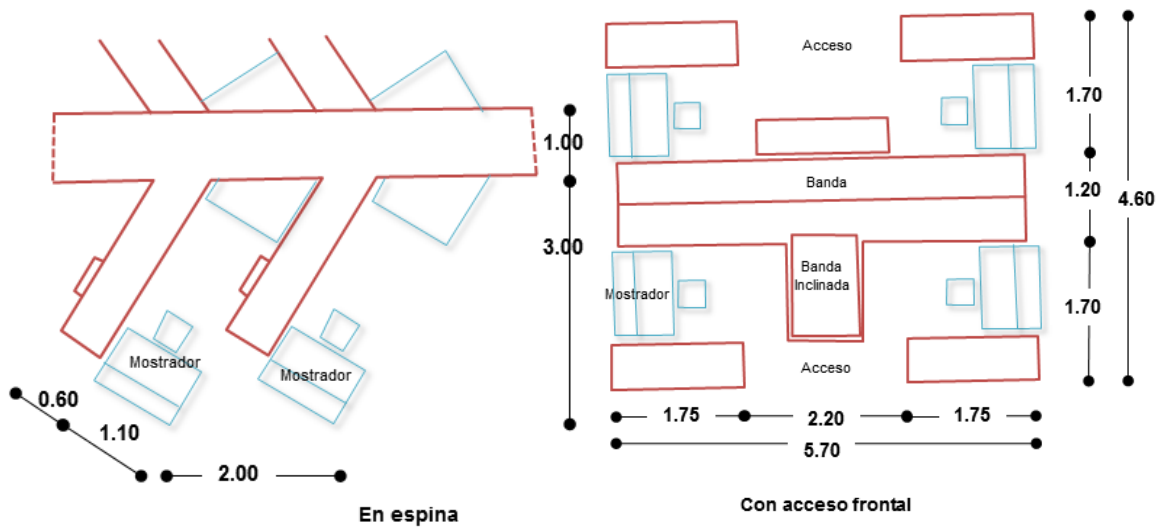 1.00
3.00
Mostrador
Mostrador
0.60
1.10
2.00
En espina
Acceso
1.70
Banda
1.20
4.60
Banda
Inclinada
Mostrador
1.70
Acceso
1.75
2.20
1.75
5.70
Con acceso frontal